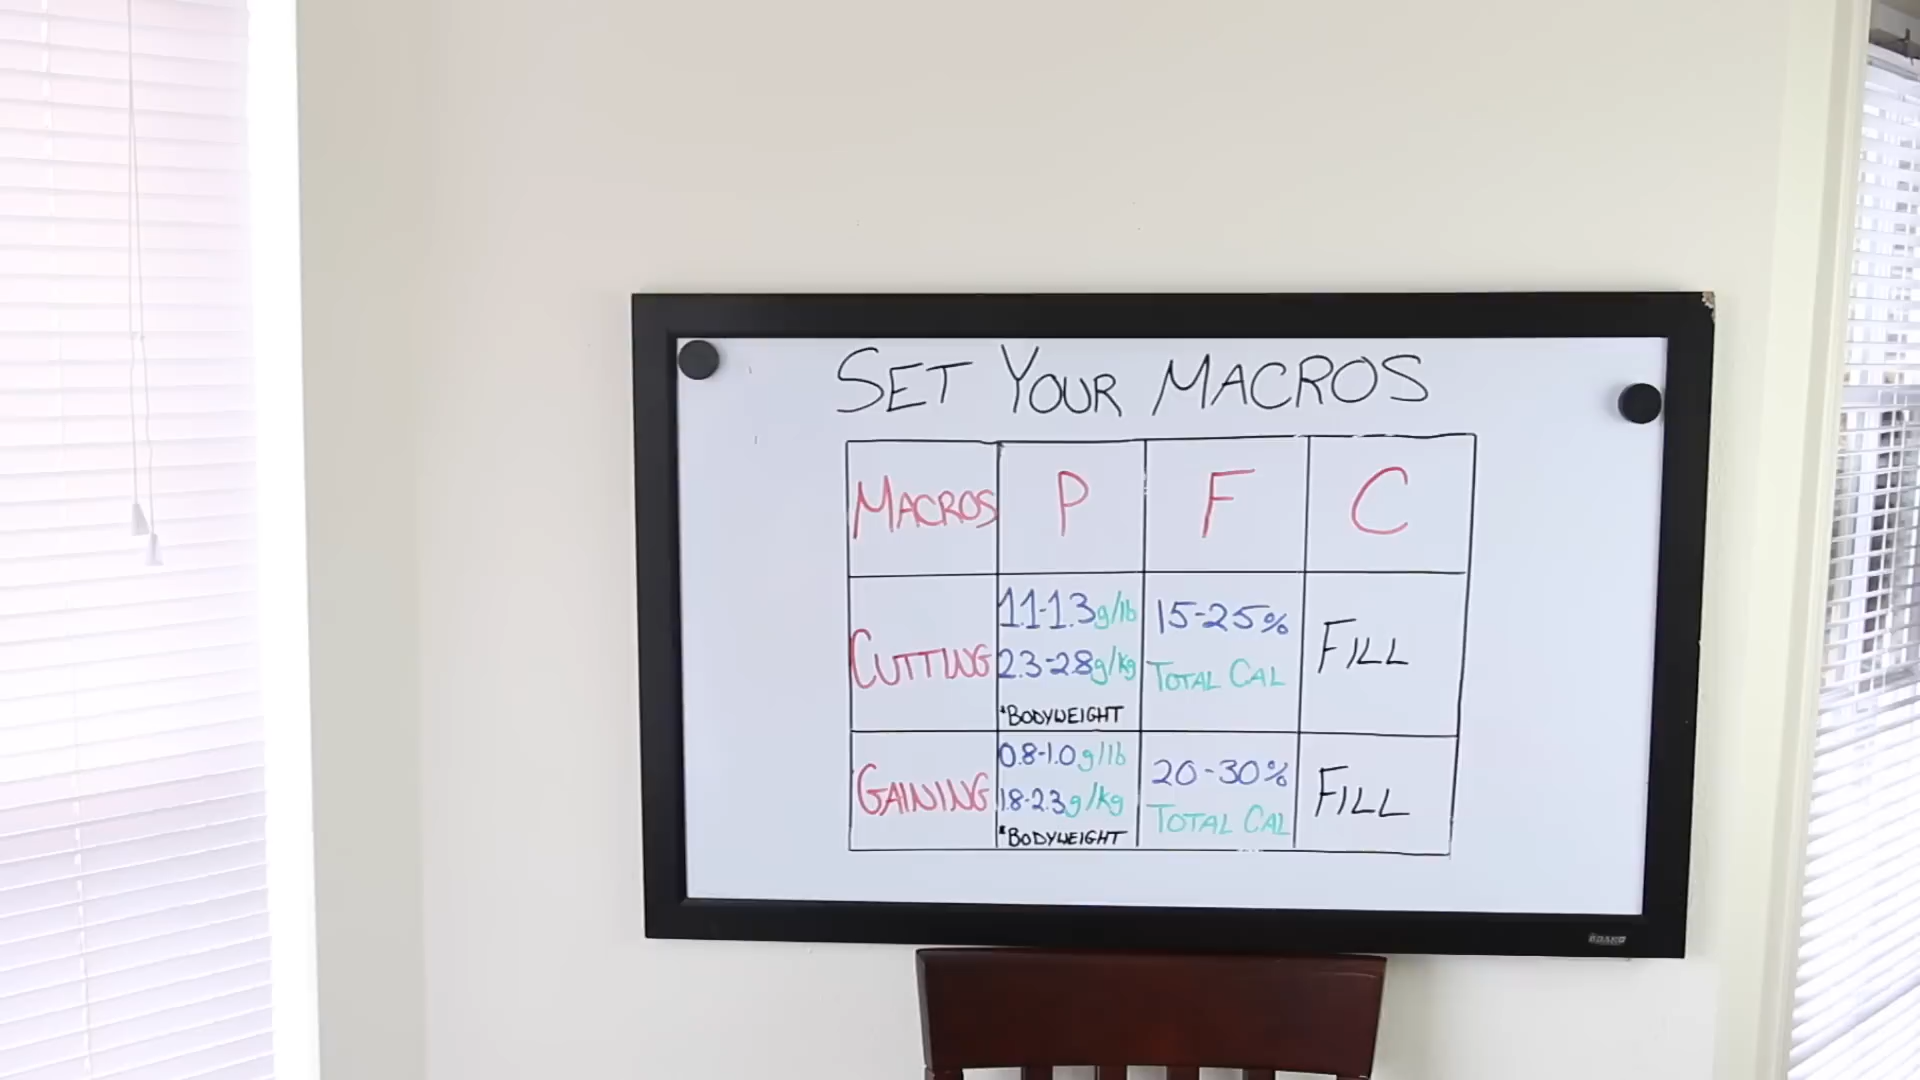 SET YOUR MACROS
MACROS P F C
CUTTING 1.1-1.3g/lb 15-25% FILL
2.3-2.8g/kg TOTAL CAL
*BODYWEIGHT
GAINING 0.8-1.0g/lb 20-30% FILL
1.8-2.3g/kg TOTAL CAL
*BODYWEIGHT